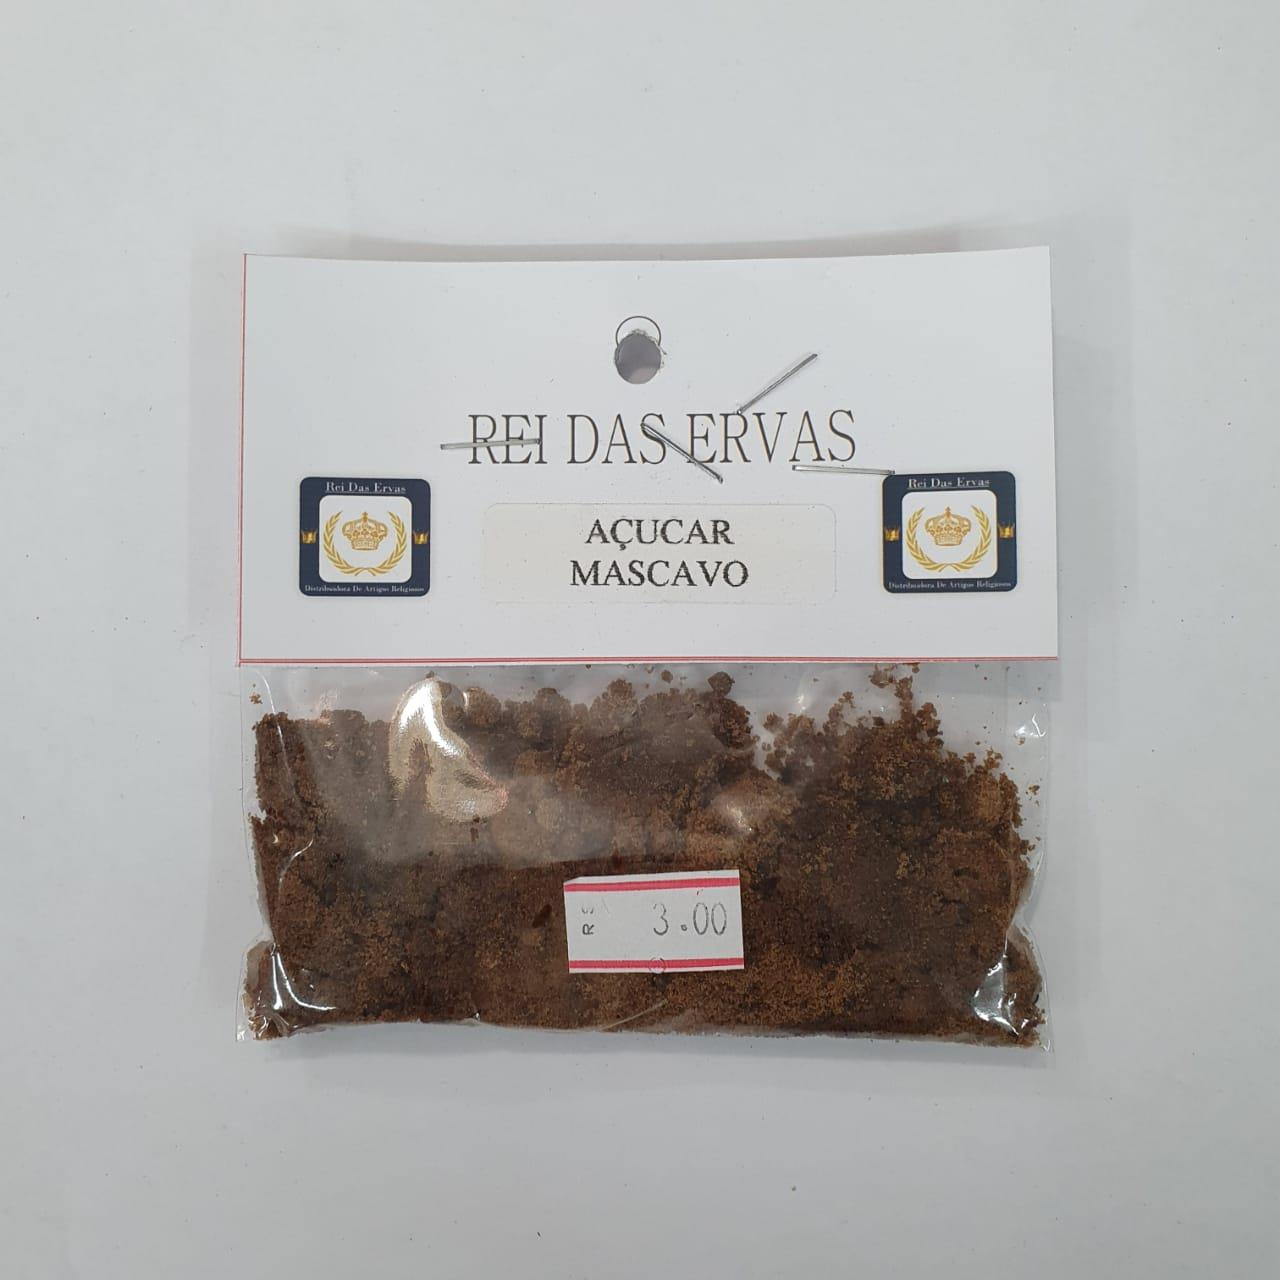 REI DAS ERVAS
Rei Das Ervas
Distribuidora De Artigos Religiosos
AÇUCAR
MASCAVO
Rei Das Ervas
Distribuidora De Artigos Religiosos
R$ 3.00